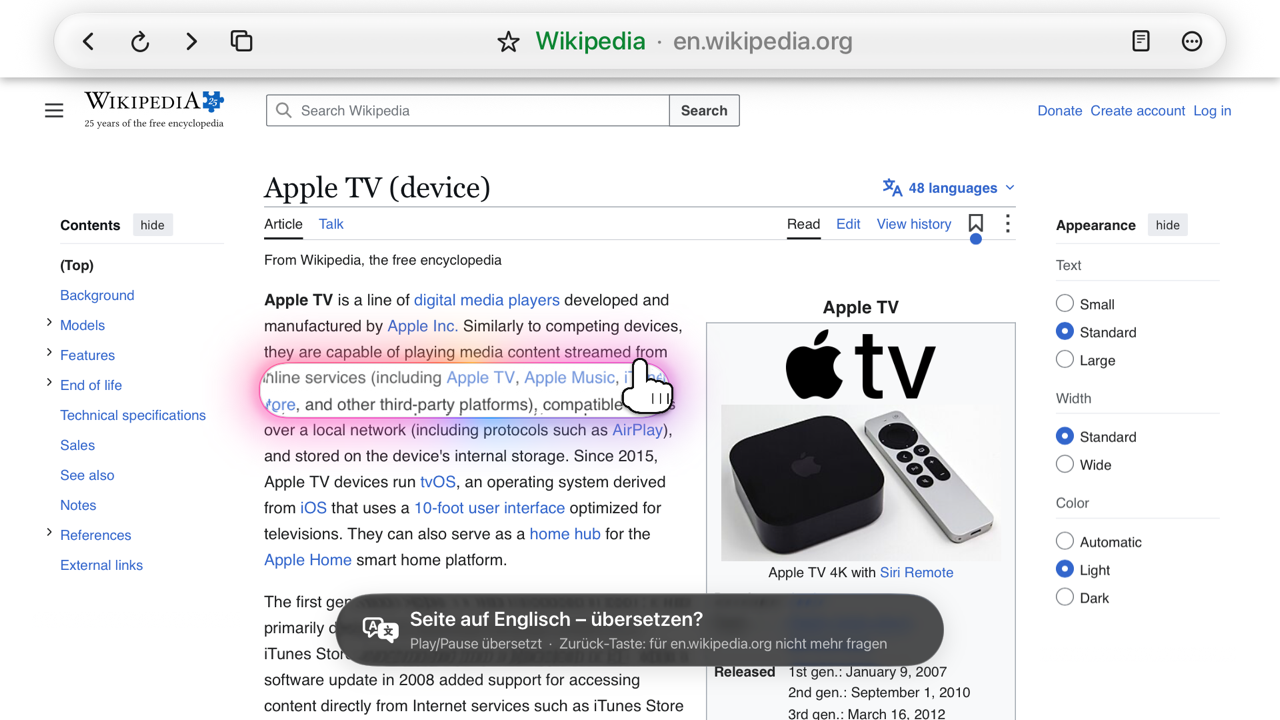 Wikipedia · en.wikipedia.org
WIKIPEDIA 25
25 years of the free encyclopedia
Search Wikipedia
Search
Donate Create account Log in
Apple TV (device)
48 languages
Contents hide
Article Talk
Read Edit View history
Appearance hide
(Top)
Background
Models
Features
End of life
Technical specifications
Sales
See also
Notes
References
External links
From Wikipedia, the free encyclopedia
Apple TV is a line of digital media players developed and
manufactured by Apple Inc. Similarly to competing devices,
they are capable of playing media content streamed from
services (including Apple TV, Apple Music,
and other third-party platforms),
over a local network (including protocols such as AirPlay),
and stored on the device's internal storage. Since 2015,
Apple TV devices run tvOS, an operating system derived
from iOS that uses a 10-foot user interface optimized for
televisions. They can also serve as a home hub for the
Apple Home smart home platform.
The first
primarily
iTunes
software update in 2008 added support for accessing
content directly from Internet services such as iTunes Store
Apple TV
tv
Apple TV 4K with Siri Remote
Released 1st gen.: January 9, 2007
2nd gen.: September 1, 2010
3rd gen.: March 16, 2012
Text
Small
Standard
Large
Width
Standard
Wide
Color
Automatic
Light
Dark
Seite auf Englisch – übersetzen?
Play/Pause übersetzt · Zurück-Taste: für en.wikipedia.org nicht mehr fragen